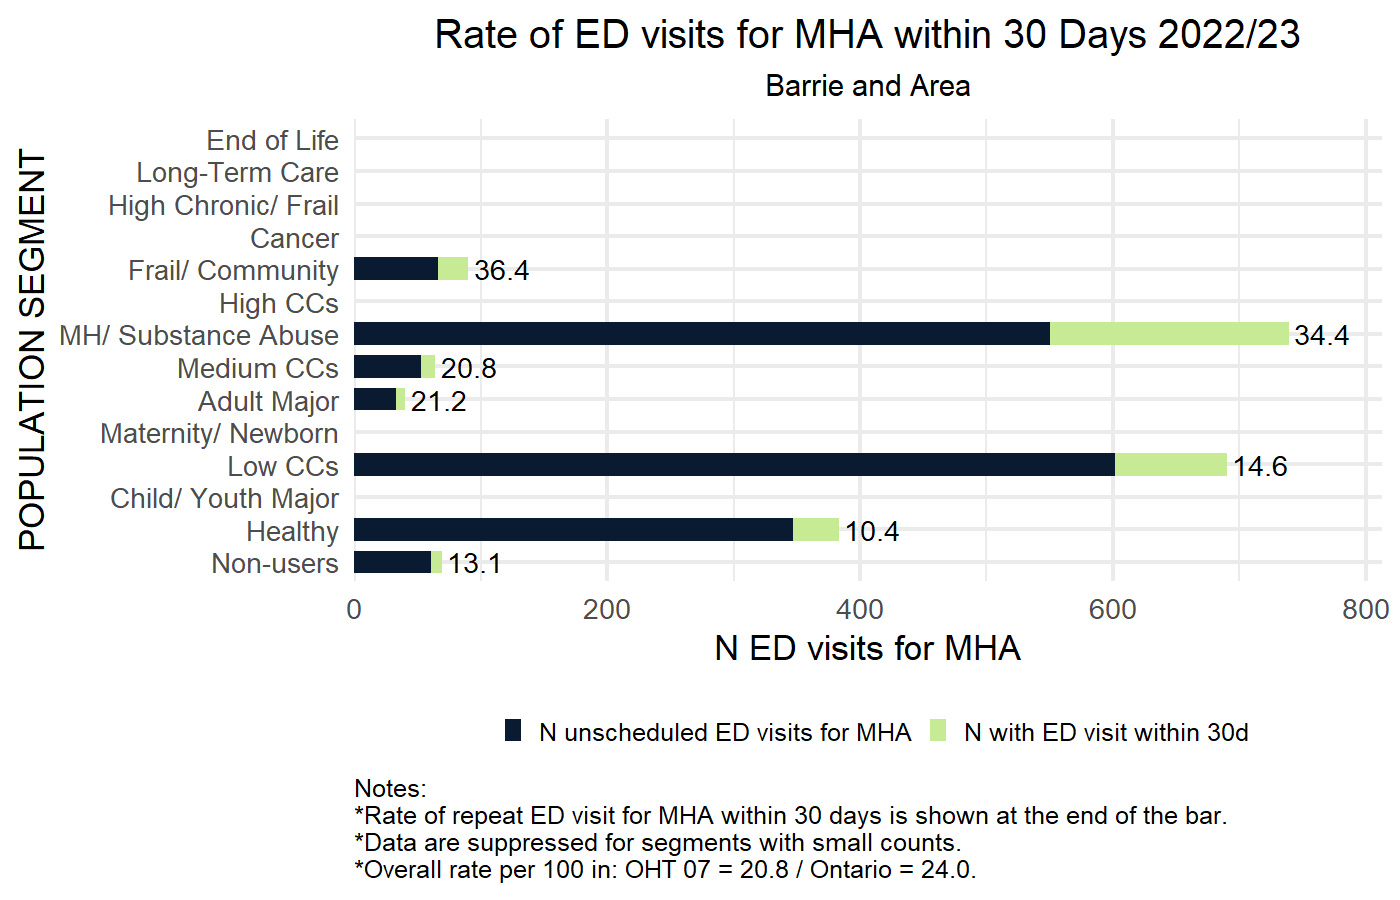 Rate of ED visits for MHA within 30 Days 2022/23
Barrie and Area
POPULATION SEGMENT
End of Life
Long-Term Care
High Chronic/ Frail
Cancer
Frail/ Community 36.4
High CCs
MH/ Substance Abuse 34.4
Medium CCs 20.8
Adult Major 21.2
Maternity/ Newborn
Low CCs 14.6
Child/ Youth Major
Healthy 10.4
Non-users 13.1
0 200 400 600 800
N ED visits for MHA
N unscheduled ED visits for MHA N with ED visit within 30d
Notes:
*Rate of repeat ED visit for MHA within 30 days is shown at the end of the bar.
*Data are suppressed for segments with small counts.
*Overall rate per 100 in: OHT 07 = 20.8 / Ontario = 24.0.